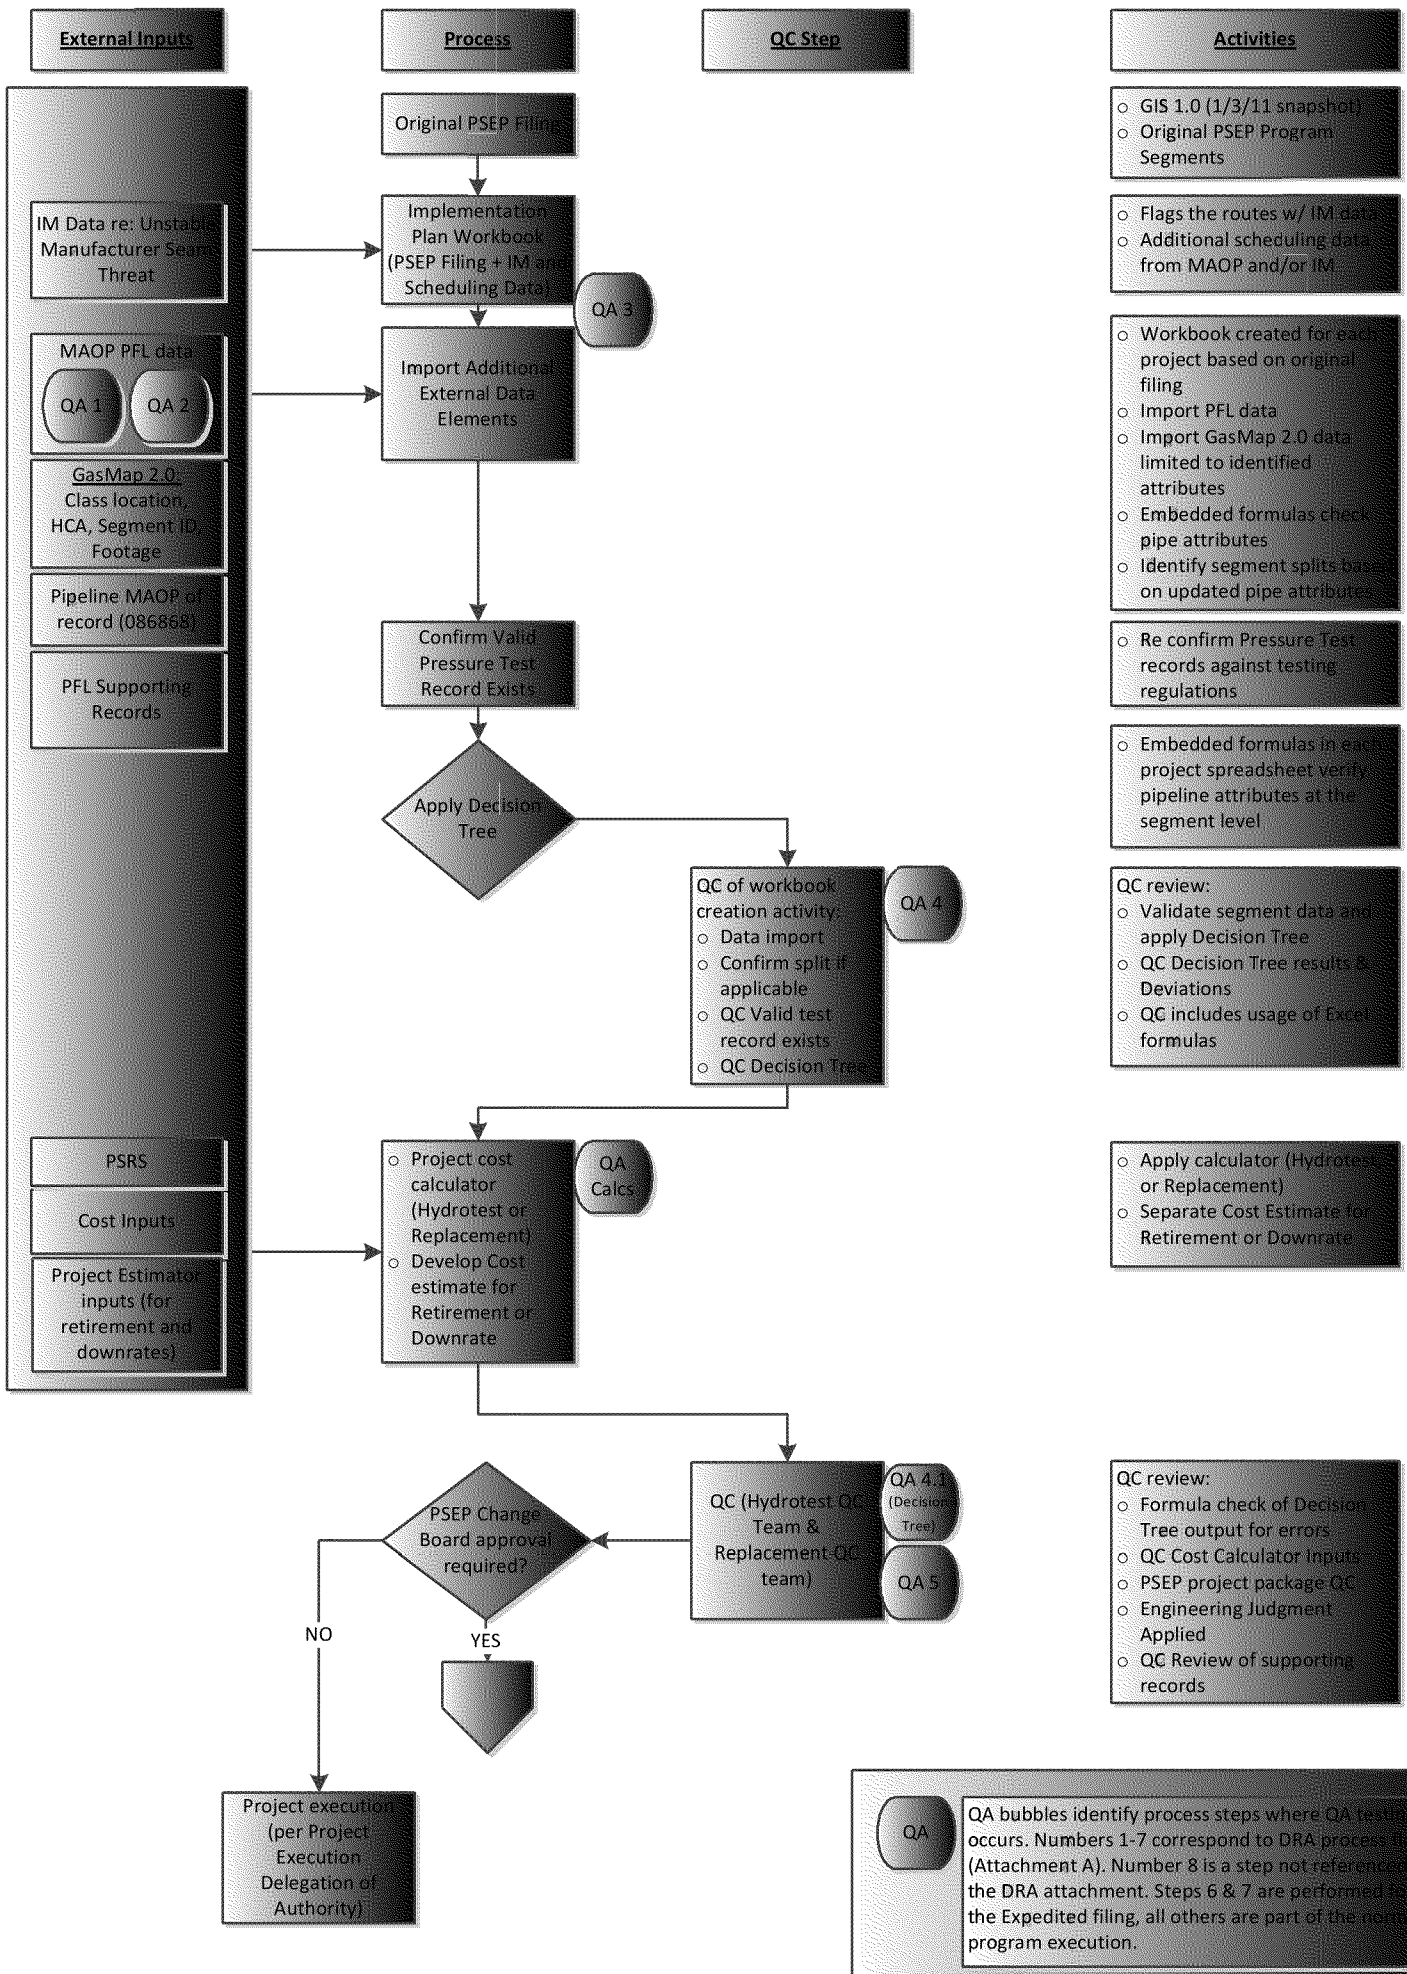 External Inputs
Process
QC Step
Activities
Original PSEP Filing
o GIS 1.0 (1/3/11 snapshot)
o Original PSEP Program
Segments
IM Data re: Unstable
Manufacturer Seam
Threat
Implementation
Plan Workbook
(PSEP Filing + IM and
Scheduling Data)
QA 3
o Flags the routes w/ IM data
o Additional scheduling data
from MAOP and/or IM
MAOP PFL data
QA 1
QA 2
Import Additional
External Data
Elements
o Workbook created for each
project based on original
filing
o Import PFL data
o Import GasMap 2.0 data
limited to identified
attributes
o Embedded formulas check
pipe attributes
o Identify segment splits
on updated pipe attributes
GasMap 2.0:
Class location,
HCA, Segment ID,
Footage
Pipeline MAOP of
record (086868)
PFL Supporting
Records
Confirm Valid
Pressure Test
Record Exists
o Re confirm Pressure Test
records against testing
regulations
Apply Decision
Tree
o Embedded formulas in each
project spreadsheet verify
pipeline attributes at the
segment level
QC of workbook
creation activity:
o Data import
o Confirm split if
applicable
o QC Valid test
record exists
o QC Decision Tree
QA 4
QC review:
o Validate segment data and
apply Decision Tree
o QC Decision Tree results &
Deviations
o QC includes usage of Excel
formulas
PSRS
Cost Inputs
Project Estimator
inputs (for
retirement and
downrates)
o Project cost
calculator
(Hydrotest or
Replacement)
o Develop Cost
estimate for
Retirement or
Downrate
QA
Calcs
o Apply calculator (Hydrotest
or Replacement)
o Separate Cost Estimate for
Retirement or Downrate
PSEP Change
Board approval
required?
QC (Hydrotest QC
Team &
Replacement QC
team)
QA 4.1
(Decision
Tree)
QA 5
QC review:
o Formula check of Decision
Tree output for errors
o QC Cost Calculator Inputs
o PSEP project package QC
o Engineering Judgment
Applied
o QC Review of supporting
records
NO
YES
Project execution
(per Project
Execution
Delegation of
Authority)
QA
QA bubbles identify process steps where QA
occurs. Numbers 1-7 correspond to DRA process
(Attachment A). Number 8 is a step not referenced
the DRA attachment. Steps 6 & 7 are performed
the Expedited filing, all others are part of the
program execution.